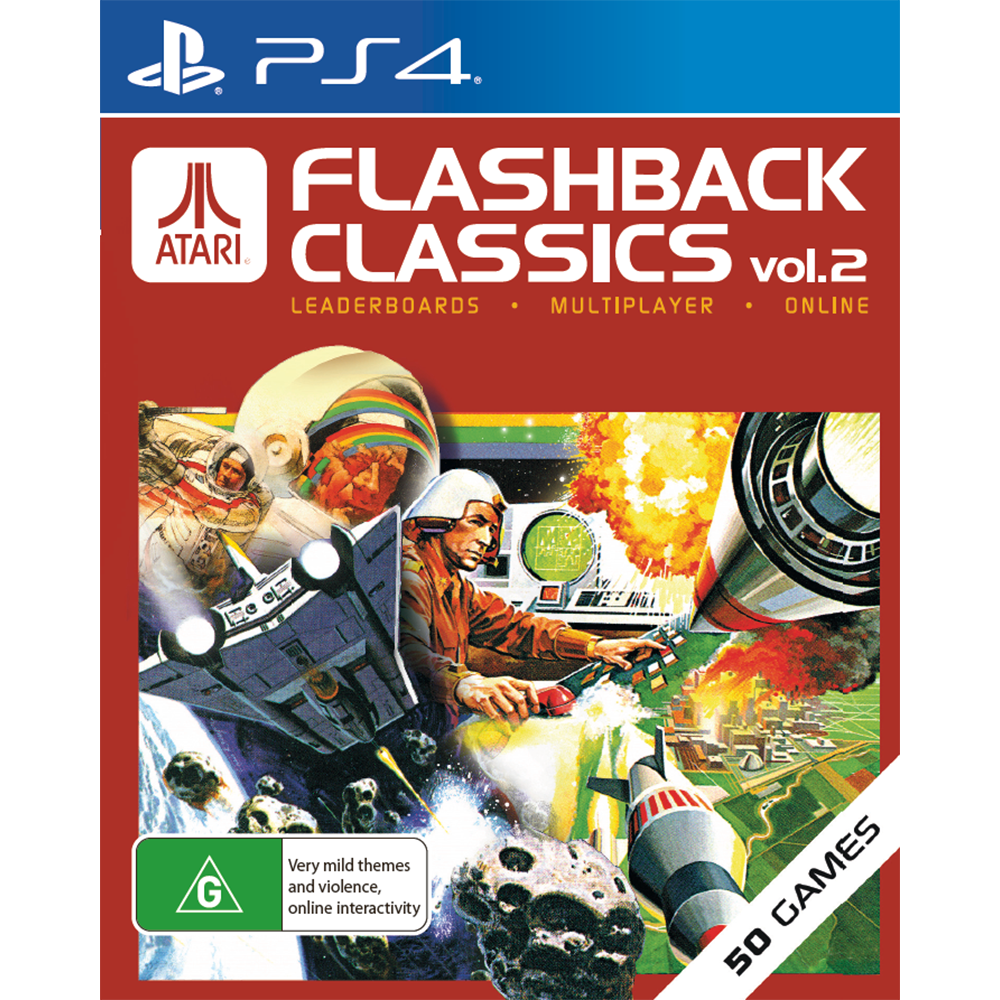 PS4
ATARI
FLASHBACK
CLASSICS vol.2
LEADERBOARDS • MULTIPLAYER • ONLINE
G
Very mild themes
and violence,
online interactivity
50 GAMES